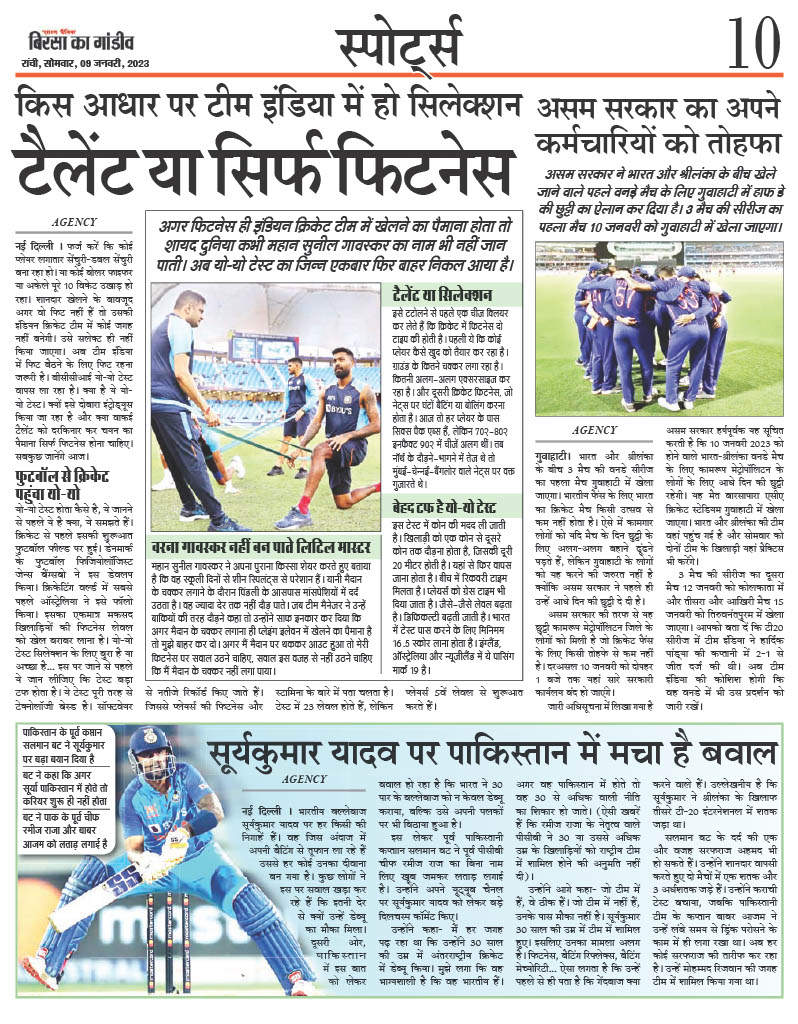 बिरसा का गांडीव
रांची, सोमवार, 09 जनवरी, 2023
स्पोर्ट्स
10
किस आधार पर टीम इंडिया में हो सिलेक्शन
टैलेंट या सिर्फ फिटनेस
AGENCY
नई दिल्ली । फर्ज करें कि कोई
प्लेयर लगातार सेंचुरी-डबल सेंचुरी
बना रहा हो। या कोई बोलर फाइफर
या अकेले पूरे 10 विकेट उखाड़ हो
रहा। शानदार खेलने के बावजूद
अगर वो फिट नहीं हैं तो उसकी
इंडियन क्रिकेट टीम में कोई जगह
नहीं बनेगी। उसे सलेक्ट ही नहीं
किया जाएगा। अब टीम इंडिया
में फिट बैठने के लिए फिट रहना
जरूरी है। बीसीसीआई यो-यो टेस्ट
वापस ला रहा है। क्या है ये यो-
यो टेस्ट। क्यों इसे दोबारा इंट्रोड्यूस
किया जा रहा है और क्या वाकई
टैलेंट को दरकिनार कर चयन का
पैमाना सिर्फ फिटनेस होना चाहिए।
सबकुछ जानेंगे आज।
फुटबॉल से क्रिकेट
पहुंचा यो-यो
यो-यो टेस्ट होता कैसे है, ये जानने
से पहले ये है क्या, ये समझते हैं।
क्रिकेट से पहले इसकी शुरूआत
फुटबॉल फील्ड पर हुई। डेनमार्क
के फुटबॉल फिजियोलॉजिस्ट
जेन्स बैंग्सबो ने इस डेवलप
किया। क्रिकेटिंग वर्ल्ड में सबसे
पहले ऑस्ट्रेलिया ने इसे फॉलो
किया। इसका एकमात्र मकसद
खिलाड़ियों की फिटनेस लेवल
को खेल बराबर लाना है। यो-यो
टेस्ट सिलेक्शन के लिए बुरा है या
अच्छा है... इस पर जाने से पहले
ये जान लीजिए कि टेस्ट बड़ा
टफ होता है। ये टेस्ट पूरी तरह से
टेक्नोलॉजी बेस्ड है। सॉफ्टवेयर
से नतीजे रिकॉर्ड किए जाते हैं।
जिससे प्लेयर्स की फिटनेस और
स्टामिना के बारे में पता चलता है।
टेस्ट में 23 लेवल होते हैं, लेकिन
प्लेयर्स 5वें लेवल से शुरूआत
करते हैं।
अगर फिटनेस ही इंडियन क्रिकेट टीम में खेलने का पैमाना होता तो
शायद दुनिया कभी महान सुनील गावस्कर का नाम भी नहीं जान
पाती। अब यो-यो टेस्ट का जिन्न एकबार फिर बाहर निकल आया है।
BYJU'S
टैलेंट या सिलेक्शन
इसे टटोलने से पहले एक चीज क्लियर
कर लेते हैं कि क्रिकेट में फिटनेस दो
टाइप की होती है। पहली ये कि कोई
प्लेयर कैसे खुद को तैयार कर रहा है।
ग्राउंड के कितने चक्कर लगा रहा है।
कितनी अलग-अलग एक्सरसाइज कर
रहा है। और दूसरी क्रिकेट फिटनेस, जो
नेट्स पर घंटों बैटिंग या बोलिंग करना
होता है। आज तो हर प्लेयर के पास
सिक्स पैक एब्स हैं, लेकिन 70२-80२
इनफैक्ट 90२ में चीजें अलग थी। तब
नॉर्थ के दौड़ने-भागने में तेज थे तो
मुंबई-चेन्नई-बैंगलोर वाले नेट्स पर वक्त
गुजारते थे।
बेहद टफ है यो-यो टेस्ट
इस टेस्ट में कोन की मदद ली जाती
है। खिलाड़ी को एक कोन से दूसरे
कोन तक दौड़ना होता है, जिसकी दूरी
20 मीटर होती है। यहां से फिर वापस
जाना होता है। बीच में रिकवरी टाइम
मिलता है। प्लेयर्स को ग्रेस टाइम भी
दिया जाता है। जैसे-जैसे लेवल बढ़ता
है। डिफिकल्टी बढ़ती जाती है। भारत
में टेस्ट पास करने के लिए मिनिमम
16.5 स्कोर लाना होता है। इंग्लैंड,
ऑस्ट्रेलिया और न्यूजीलैंड में ये पासिंग
मार्क 19 है।
वरना गावस्कर नहीं बन पाते लिटिल मास्टर
महान सुनील गावस्कर ने अपना पुराना किस्सा शेयर करते हुए बताया
है कि वह स्कूली दिनों से शीन स्पिलंट्स से परेशान हैं। यानी मैदान
के चक्कर लगाने के दौरान पिंडली के आसपास मांसपेशियों में दर्द
उठता है। वह ज्यादा देर तक नहीं दौड़ पाते। जब टीम मैनेजर ने उन्हें
बाकियों की तरह दौड़ने कहा तो उन्होंने साफ इनकार कर दिया कि
अगर मैदान के चक्कर लगाना ही प्लेइंग इलेवन में खेलने का पैमाना है
तो मुझे बाहर कर दो। अगर मैं मैदान पर थककर आउट हुआ तो मेरी
फिटनेस पर सवाल उठने चाहिए, सवाल इस वजह से नहीं उठने चाहिए
कि मैं मैदान के चक्कर नहीं लगा पाया।
असम सरकार का अपने
कर्मचारियों को तोहफा
असम सरकार ने भारत और श्रीलंका के बीच खेले
जाने वाले पहले वनडे मैच के लिए गुवाहाटी में हाफ डे
की छुट्टी का ऐलान कर दिया है। 3 मैच की सीरीज का
पहला मैच 10 जनवरी को गुवाहाटी में खेला जाएगा।
AGENCY
गुवाहाटी। भारत और श्रीलंका
के बीच 3 मैच की वनडे सीरीज
का पहला मैच गुवाहाटी में खेला
जाएगा। भारतीय फैंस के लिए भारत
का क्रिकेट मैच किसी उत्सव से
कम नहीं होता है। ऐसे में कामगार
लोगों को यदि मैच के दिन छुट्टी के
लिए अलग-अलग बहाने ढूंढने
पड़ते हैं, लेकिन गुवाहाटी के लोगों
को यह करने की जरुरत नहीं है
क्योंकि असम सरकार ने पहले ही
उन्हें आधे दिन की छुट्टी दे दी है।
असम सरकार की तरफ से यह
छुट्टी कामरूप मेट्रोपॉलिटन जिले के
लोगों को मिली है जो क्रिकेट फैंस
के लिए किसी तोहफे से कम नहीं
है। दरअसल 10 जनवरी को दोपहर
1 बजे तक यहां सारे सरकारी
कार्यलय बंद हो जाएंगे।
जारी अधिसूचना में लिखा गया है
असम सरकार हर्षपूर्वक यह सूचित
करती है कि 10 जनवरी 2023 को
होने वाले भारत-श्रीलंका वनडे मैच
के लिए कामरूप मेट्रोपॉलिटन के
लोगों के लिए आधे दिन की छुट्टी
रहेगी। यह मैत बारसापारा एसीए
क्रिकेट स्टेडियम गुवाहाटी में खेला
जाएगा। भारत और श्रीलंका की टीम
वहां पहुंच गई है और सोमवार को
दोनों टीम के खिलाड़ी यहां प्रैक्टिस
भी करेंगे।
3 मैच की सीरीज का दूसरा
मैच 12 जनवरी को कोलकाता में
और तीसरा और आखिरी मैच 15
जनवरी को तिरुवनंतपुरम में खेला
जाएगा। आपको बता दें कि टी20
सीरीज में टीम इंडिया ने हार्दिक
पांड्या की कप्तानी में 2-1 से
जीत दर्ज की थी। अब टीम
इंडिया की कोशिश होगी कि
वह वनडे में भी उस प्रदर्शन को
जारी रखें।
पाकिस्तान के पूर्व कप्तान
सलमान बट ने सूर्यकुमार
पर बड़ा बयान दिया है
बट ने कहा कि अगर
सूर्या पाकिस्तान में होते तो
करियर शुरू ही नहीं होता
बट ने पाक के पूर्व चीफ
रमीज राजा और बाबर
आजम को लताड़ लगाई है
सूर्यकुमार यादव पर पाकिस्तान में मचा है बवाल
AGENCY
नई दिल्ली । भारतीय बल्लेबाज
सूर्यकुमार यादव पर हर किसी की
निगाहें हैं। वह जिस अंदाज में
अपनी बैटिंग से तूफान ला रहे हैं
उससे हर कोई उनका दीवाना
बन गया है। कुछ लोगों ने
इस पर सवाल खड़ा कर
रहे हैं कि इतनी देर
से क्यों उन्हें डेब्यू
का मौका मिला।
दूसरी ओर,
पाकिस्तान
में इस बात
को लेकर
बवाल हो रहा है कि भारत ने 30
पार के बल्लेबाज को न केवल डेब्यू
कराया, बल्कि उसे अपनी पलकों
पर भी बिठाया हुआ है।
इस लेकर पूर्व पाकिस्तानी
कप्तान सलमान बट ने पूर्व पीसीबी
चीफ रमीज राजा का बिना नाम
लिए खूब जमकर लताड़ लगाई
है। उन्होंने अपने यूट्यूब चैनल
पर सूर्यकुमार यादव को लेकर बड़े
दिलचस्प कॉमेंट किए।
उन्होंने कहा- मैं हर जगह
पढ़ रहा था कि उन्होंने 30 साल
की उम्र में अंतरराष्ट्रीय क्रिकेट
में डेब्यू किया। मुझे लगा कि वह
भाग्यशाली है कि वह भारतीय हैं।
अगर वह पाकिस्तान में होते तो
वह 30 से अधिक वाली नीति
का शिकार हो जाते। (ऐसी खबरें
हैं कि रमीज राजा के नेतृत्व वाले
पीसीबी ने 30 या उससे अधिक
उम्र के खिलाड़ियों को राष्ट्रीय टीम
में शामिल होने की अनुमति नहीं
दी)।
उन्होंने आगे कहा- जो टीम में
हैं, वे ठीक हैं। जो टीम में नहीं हैं,
उनके पास मौका नहीं है। सूर्यकुमार
30 साल की उम्र में टीम में शामिल
हुए। इसलिए उनका मामला अलग
है। फिटनेस, बैटिंग रिफ्लेक्स, बैटिंग
मेच्योरिटी... ऐसा लगता है कि उन्हें
पहले से ही पता है कि गेंदबाज क्या
करने वाले हैं। उल्लेखनीय है कि
सूर्यकुमार ने श्रीलंका के खिलाफ
तीसरे टी-20 इंटरनेशनल में शतक
जड़ा था।
सलमान बट के दर्द की एक
और वजह सरफराज अहमद भी
हो सकते हैं। उन्होंने शानदार वापसी
करते हुए दो मैचों में एक शतक और
3 अर्धशतक जड़े हैं। उन्होंने कराची
टेस्ट बचाया, जबकि पाकिस्तानी
टीम के कप्तान बाबर आजम ने
उन्हें लंबे समय से ड्रिंक परोसने के
काम में ही लगा रखा था। अब हर
कोई सरफराज की तारीफ कर रहा
है। उन्हें मोहम्मद रिजवान की जगह
टीम में शामिल किया गया था।